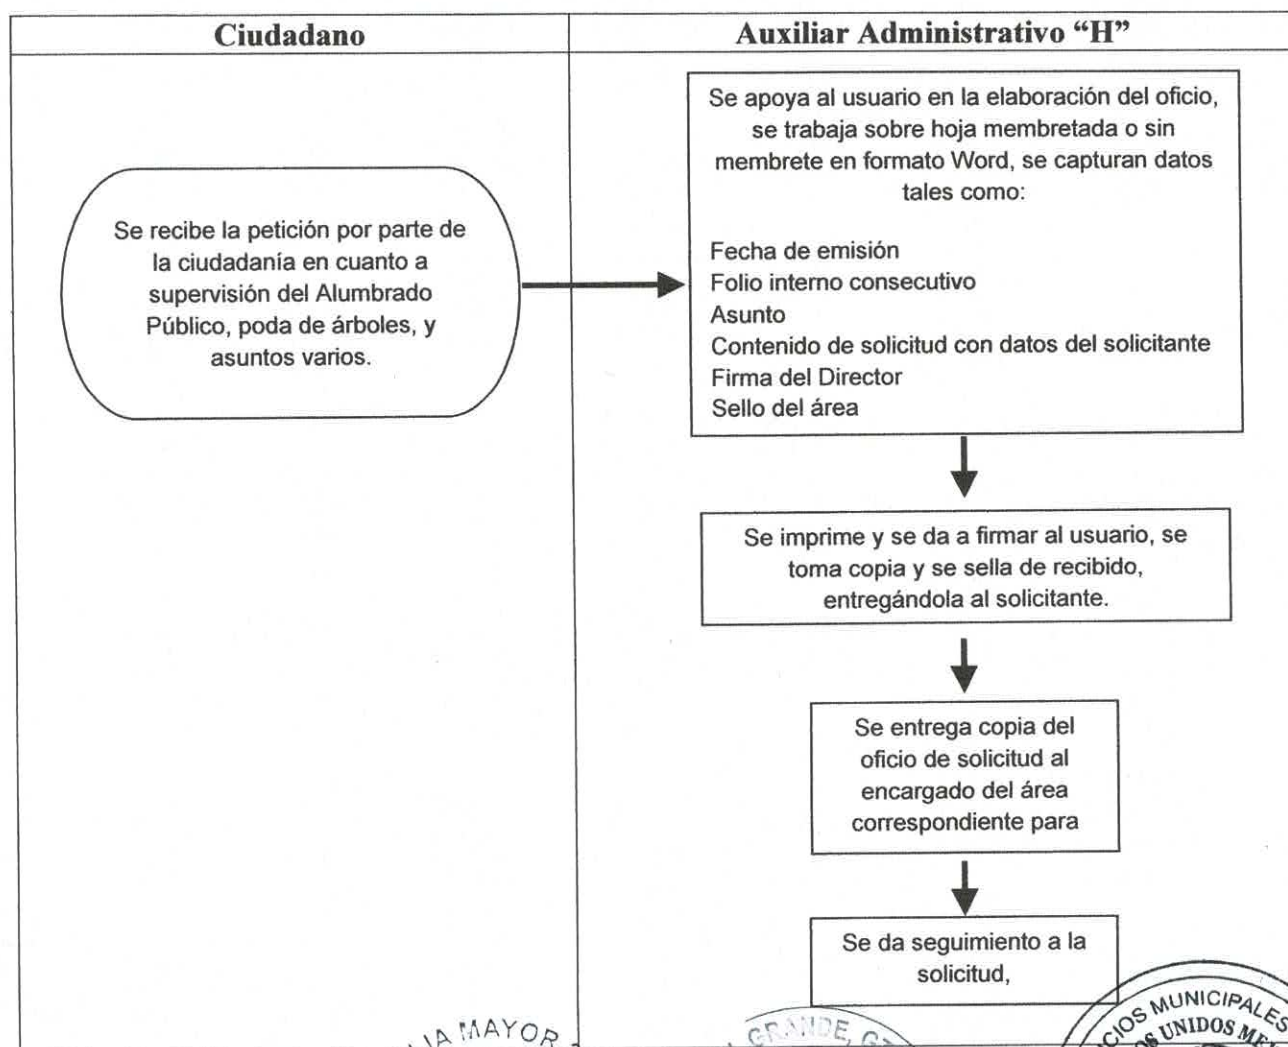 Ciudadano
Auxiliar Administrativo “H”
Se recibe la petición por parte de
la ciudadanía en cuanto a
supervisión del Alumbrado
Público, poda de árboles, y
asuntos varios.
Se apoya al usuario en la elaboración del oficio,
se trabaja sobre hoja membretada o sin
membrete en formato Word, se capturan datos
tales como:
Fecha de emisión
Folio interno consecutivo
Asunto
Contenido de solicitud con datos del solicitante
Firma del Director
Sello del área
Se imprime y se da a firmar al usuario, se
toma copia y se sella de recibido,
entregándola al solicitante.
Se entrega copia del
oficio de solicitud al
encargado del área
correspondiente para
Se da seguimiento a la
solicitud,
MAYOR
GRANDE,
MUNICIPALES
UNIDOS